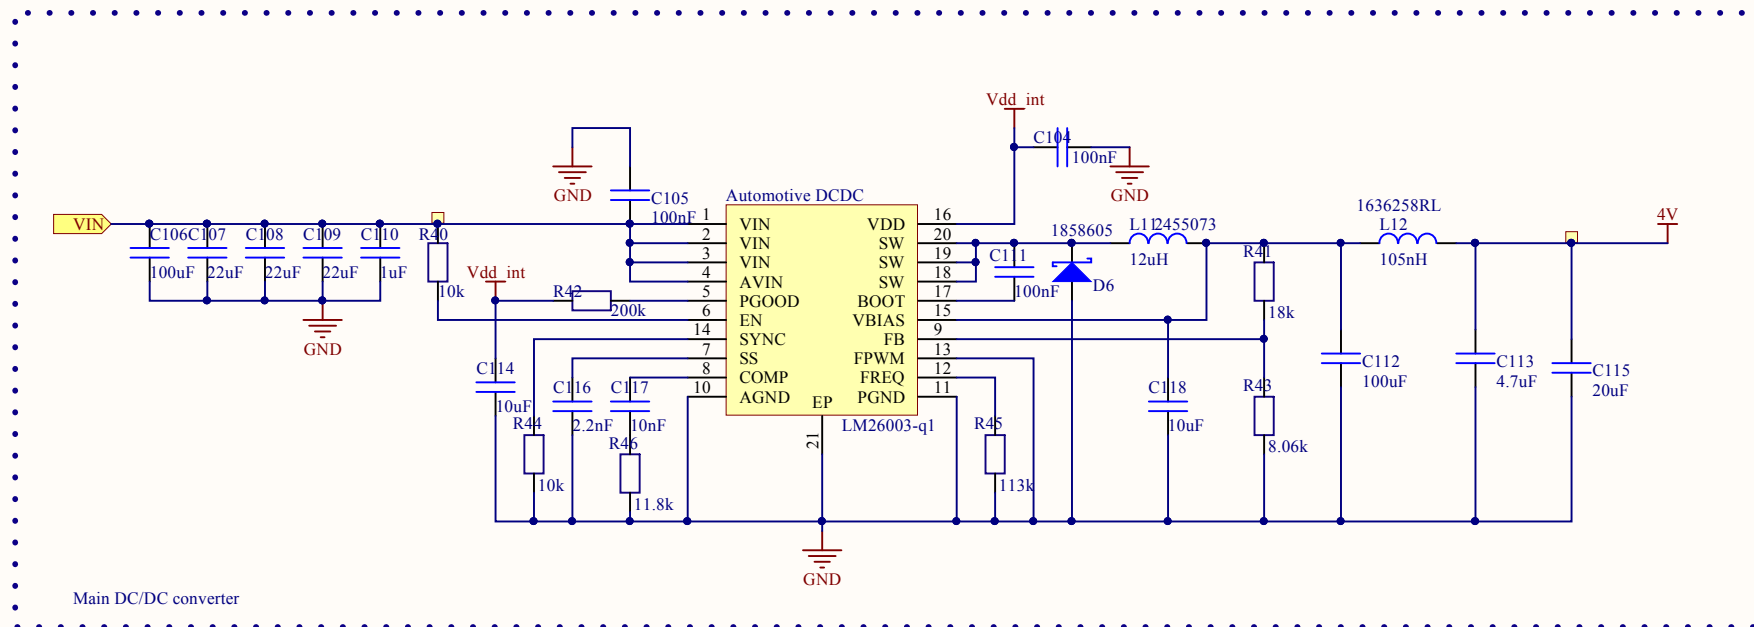 Vdd_int
C104
100nF
GND
GND
C105
100nF
Automotive DCDC
VIN
C106
C107
C108
C109
C110
100uF
22uF
22uF
22uF
1uF
GND
R40
10k
Vdd_int
R42
200k
1 VIN
2 VIN
3 VIN
4 AVIN
5 PGOOD
6 EN
14 SYNC
7 SS
8 COMP
10 AGND
VDD 16
SW 20
SW 19
SW 18
BOOT 17
VBIAS 15
FB 9
FPWM 13
FREQ 12
PGND 11
EP
21
LM26003-q1
C111
100nF
1858605
D6
L11
2455073
12uH
R41
18k
1636258RL
L12
105nH
4V
C114
10uF
R44
10k
C116
2.2nF
C117
10nF
R46
11.8k
R45
113k
C118
10uF
R43
8.06k
C112
100uF
C113
4.7uF
C115
20uF
GND
Main DC/DC converter